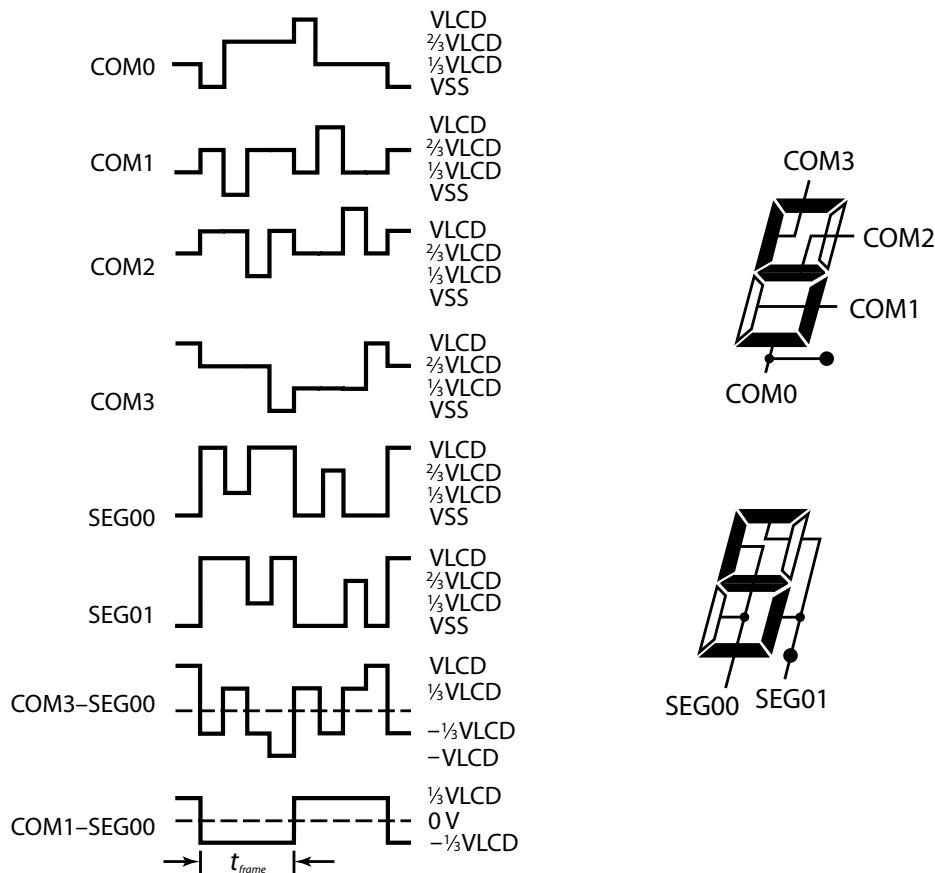 COM0
VLCD
⅔VLCD
⅓VLCD
VSS
COM1
VLCD
⅔VLCD
⅓VLCD
VSS
COM2
VLCD
⅔VLCD
⅓VLCD
VSS
COM3
VLCD
⅔VLCD
⅓VLCD
VSS
SEG00
VLCD
⅔VLCD
⅓VLCD
VSS
SEG01
VLCD
⅔VLCD
⅓VLCD
VSS
COM3–SEG00
VLCD
⅓VLCD
–⅓VLCD
–VLCD
COM1–SEG00
⅓VLCD
0 V
–⅓VLCD
tframe
COM3
COM2
COM1
COM0
SEG00 SEG01